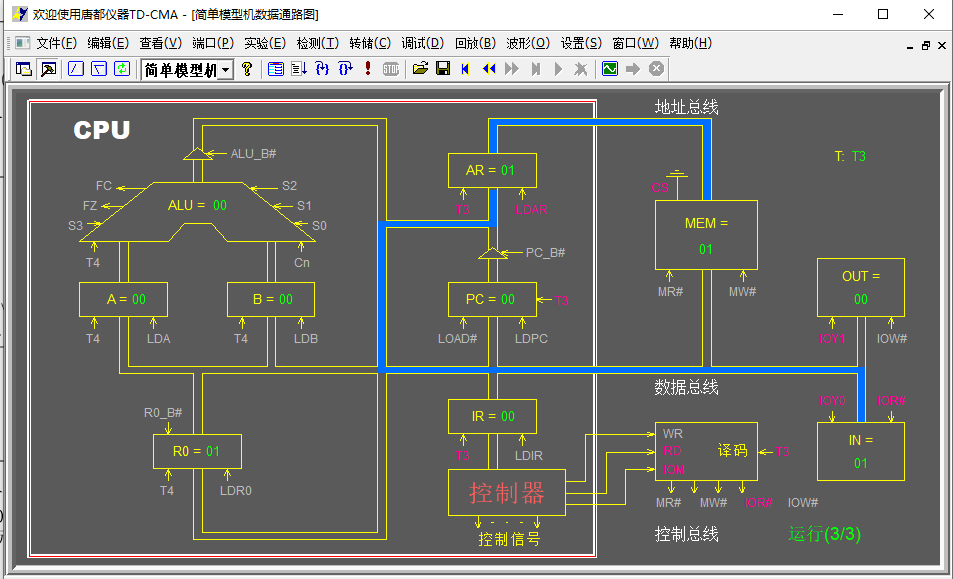 欢迎使用唐都仪器TD-CMA - [简单模型机数据通路图]
文件(F) 编辑(E) 查看(V) 端口(P) 实验(E) 检测(T) 转储(C) 调试(D) 回放(B) 波形(O) 设置(S) 窗口(W) 帮助(H)
简单模型机
STOP
地址总线
CPU
ALU_B#
T: T3
AR = 01
FC
S2
CS
FZ
ALU = 00
S1
T3
LDAR
S3
S0
MEM =
01
T4
Cn
PC_B#
OUT =
00
A = 00
B = 00
PC = 00
T3
MR#
MW#
T4
LDA
T4
LDB
LOAD#
LDPC
IOY1
IOW#
数据总线
R0_B#
IOY0
IOR#
IR = 00
WR
IN =
01
R0 = 01
T3
LDIR
RD
译码
T3
IOM
T4
LDR0
控制器
MR#
MW#
IOR#
IOW#
控制信号
控制总线
运行(3/3)